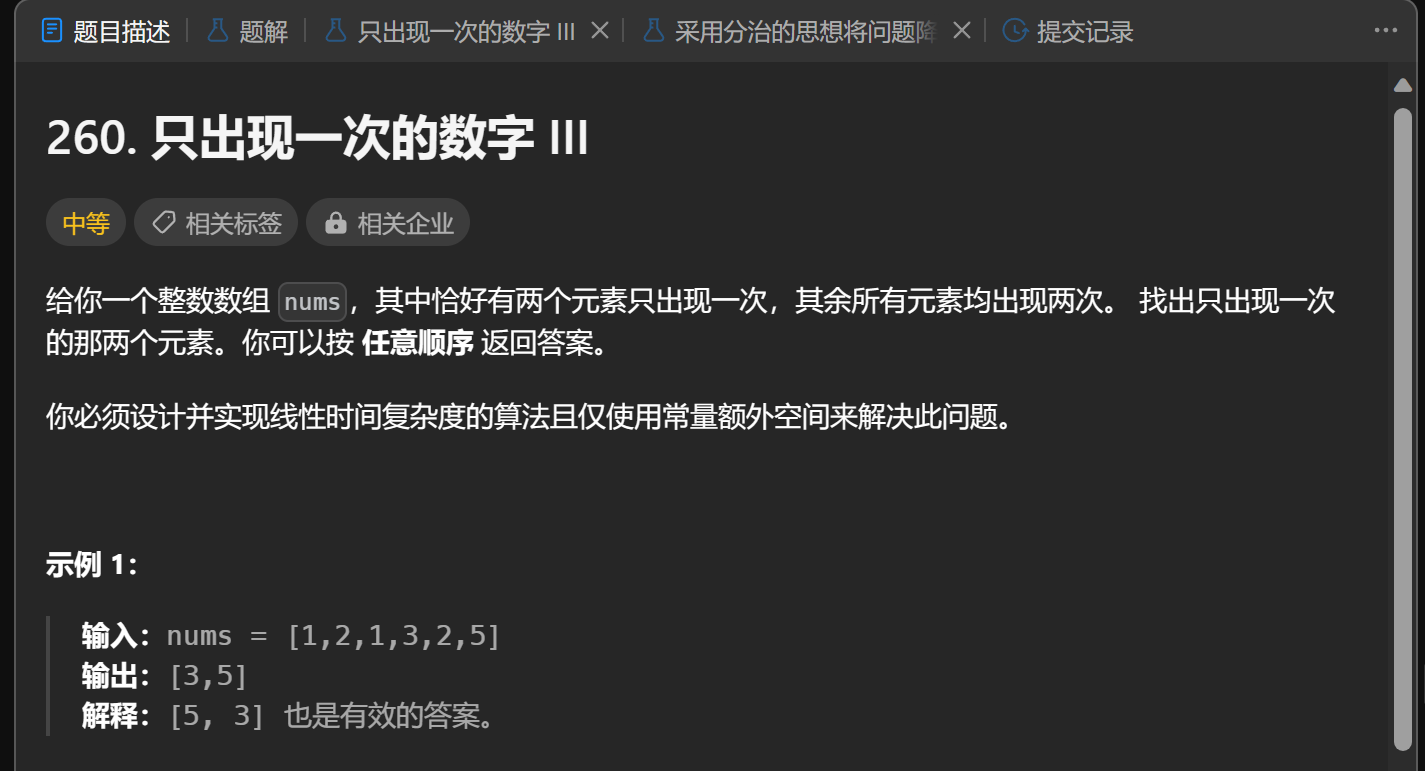 题目描述 题解 只出现一次的数字 III 采用分治的思想将问题降 提交记录
260. 只出现一次的数字 III
中等 相关标签 相关企业
给你一个整数数组 nums，其中恰好有两个元素只出现一次，其余所有元素均出现两次。 找出只出现一次
的那两个元素。你可以按 任意顺序 返回答案。
你必须设计并实现线性时间复杂度的算法且仅使用常量额外空间来解决此问题。
示例 1：
输入：nums = [1,2,1,3,2,5]
输出：[3,5]
解释：[5, 3] 也是有效的答案。